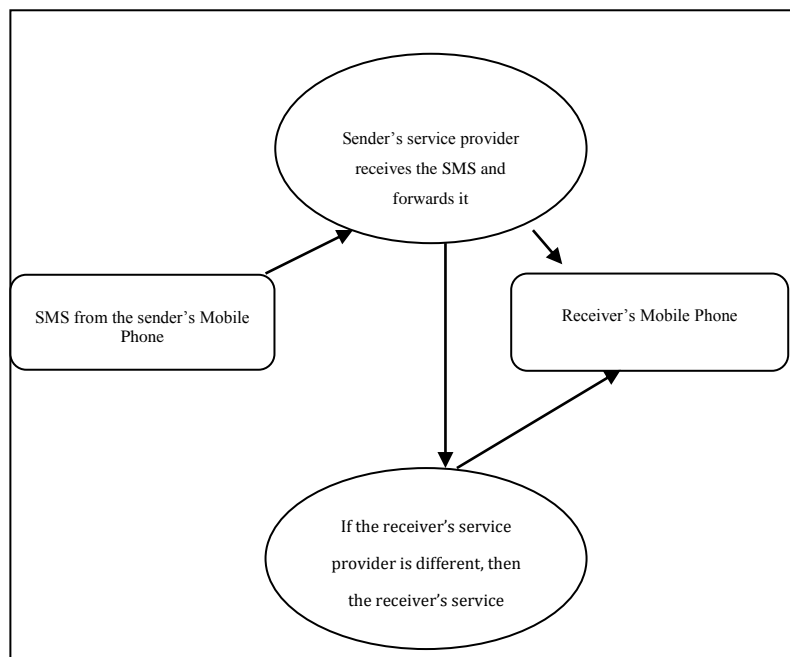 Sender’s service provider
receives the SMS and
forwards it
SMS from the sender’s Mobile
Phone
Receiver’s Mobile Phone
If the receiver’s service
provider is different, then
the receiver’s service